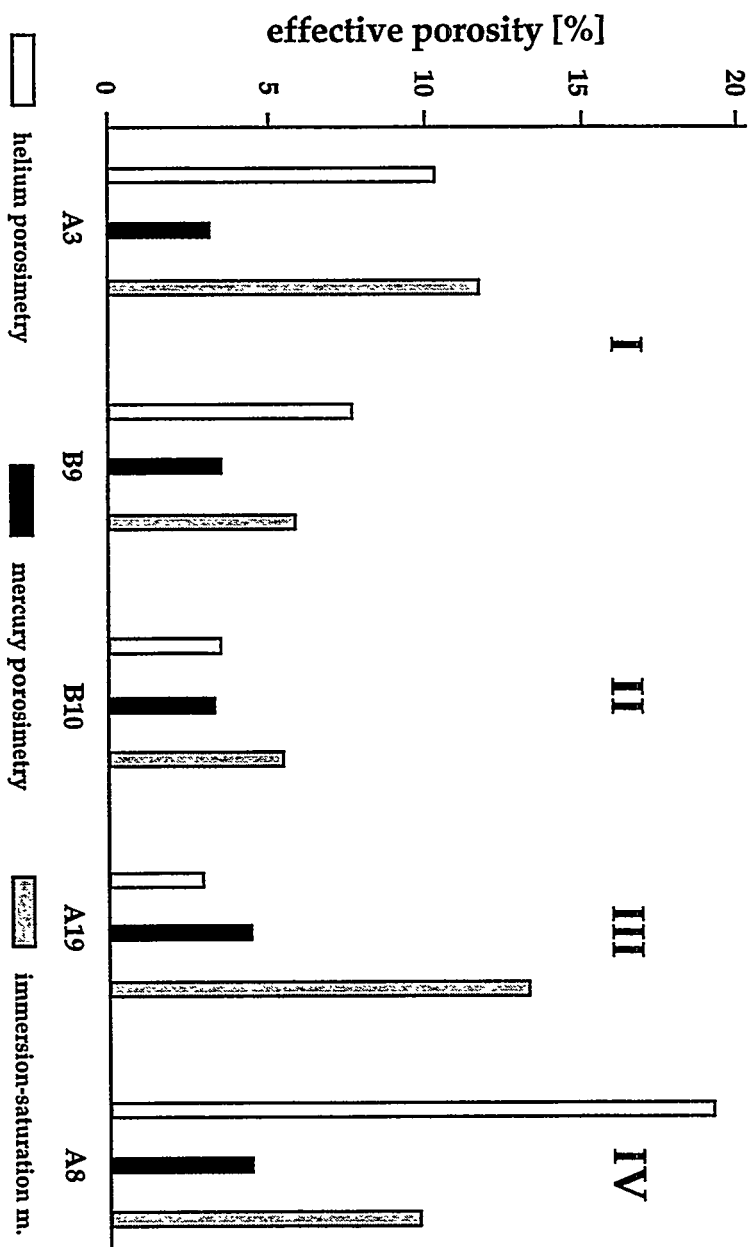 effective porosity [%]
20
15
10
5
0
I
II
III
IV
A3
B9
B10
A19
A8
helium porosimetry
mercury porosimetry
immersion-saturation m.